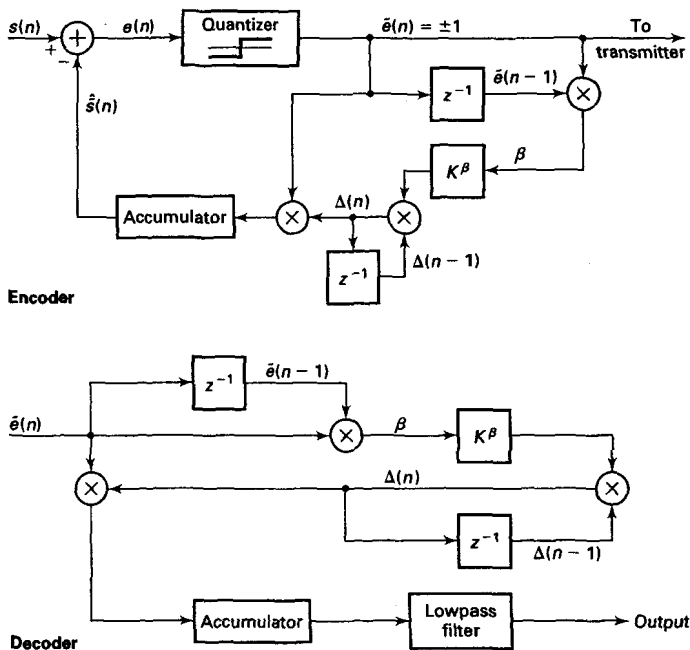 s(n)
+
−
+
e(n)
Quantizer
ẽ(n) = ±1
To
transmitter
z⁻¹
ẽ(n − 1)
×
ŝ̃(n)
K^β
β
Accumulator
×
Δ(n)
×
z⁻¹
Δ(n − 1)
Encoder
z⁻¹
ẽ(n − 1)
ẽ(n)
×
β
K^β
×
Δ(n)
×
z⁻¹
Δ(n − 1)
Accumulator
Lowpass
filter
Output
Decoder